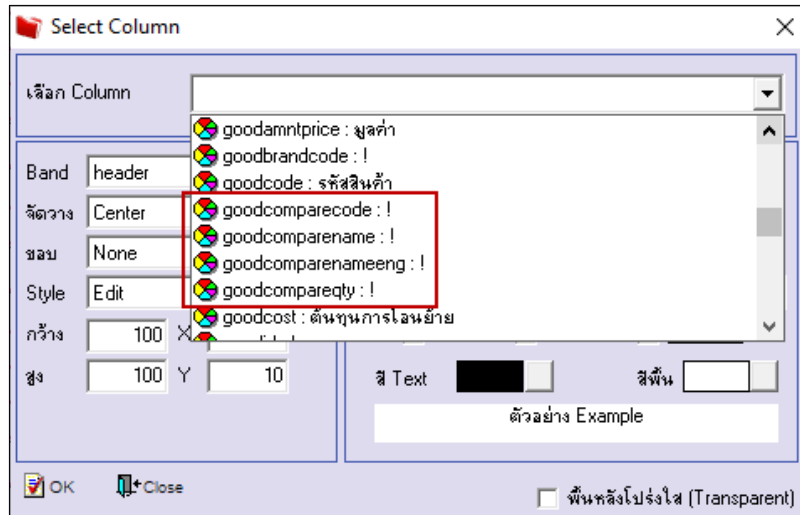 Select Column
เลือก Column
goodamntprice : มูลค่า
goodbrandcode : !
goodcode : รหัสสินค้า
goodcomparecode : !
goodcomparename : !
goodcomparenameeng : !
goodcompareqty : !
goodcost : ต้นทุนการโอนย้าย
Band header
จัดวาง Center
ขอบ None
Style Edit
กว้าง 100 X
สูง 100 Y 10
สี Text
สีพื้น
ตัวอย่าง Example
OK Close
พื้นหลังโปร่งใส (Transparent)